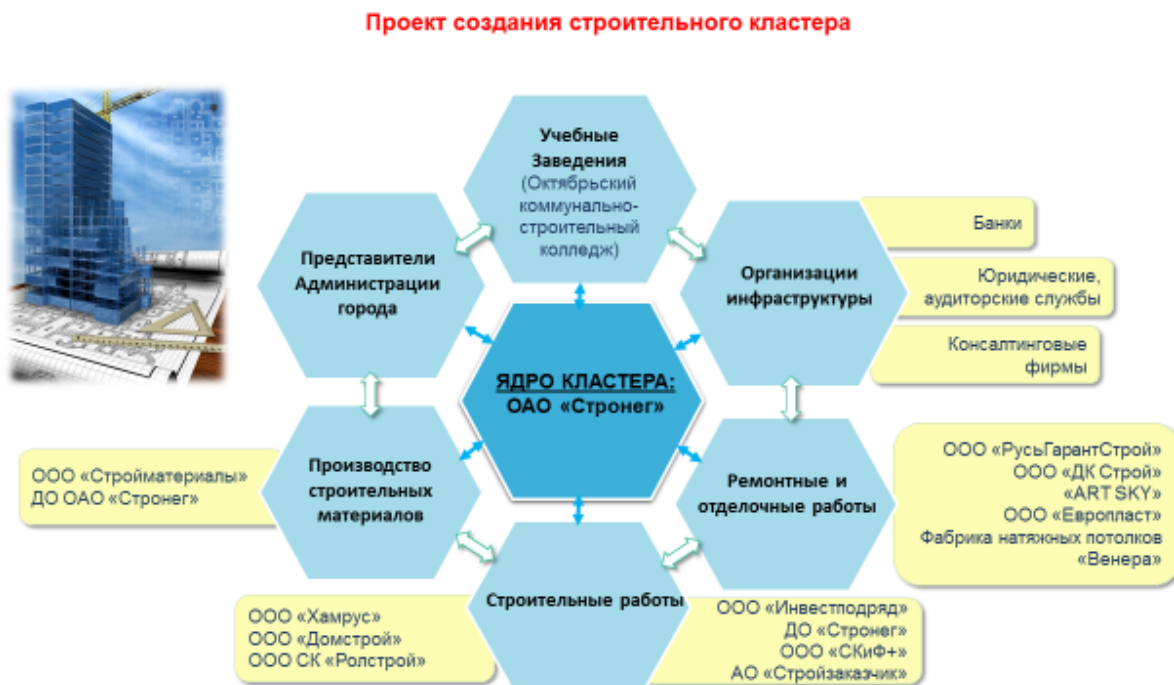 Проект создания строительного кластера
Учебные
Заведения
(Октябрьский
коммунально-
строительный
колледж)
Представители
Администрации
города
Организации
инфраструктуры
Банки
Юридические,
аудиторские службы
Консалтинговые
фирмы
ЯДРО КЛАСТЕРА:
ОАО «Стронег»
ООО «Стройматериалы»
ДО ОАО «Стронег»
Производство
строительных
материалов
Ремонтные и
отделочные работы
ООО «РусьГарантСтрой»
ООО «ДК Строй»
«ART SKY»
ООО «Европласт»
Фабрика натяжных потолков
«Венера»
Строительные работы
ООО «Хамрус»
ООО «Домстрой»
ООО СК «Ролстрой»
ООО «Инвестподряд»
ДО «Стронег»
ООО «СКиФ+»
АО «Стройзаказчик»